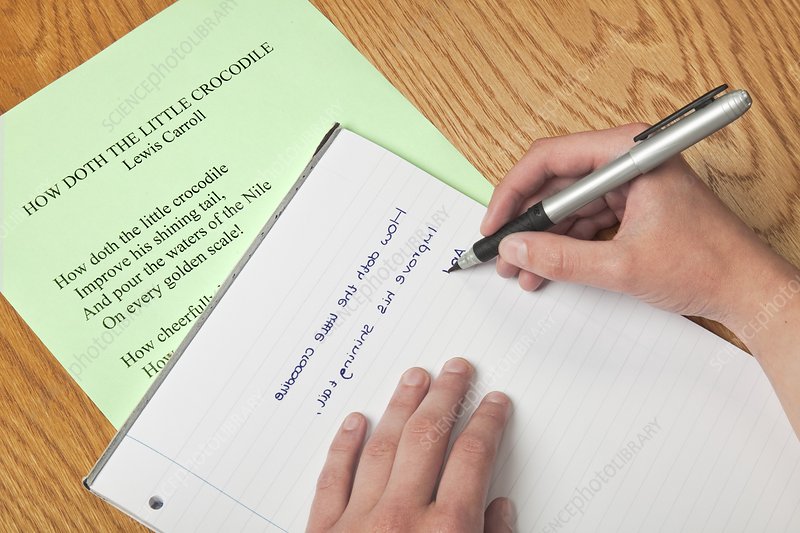 HOW DOTH THE LITTLE CROCODILE
Lewis Carroll
How doth the little crocodile
Improve his shining tail,
And pour the waters of the Nile
On every golden scale!
How cheerfull
How
How doth the little crocodile
Improve his shining tail,
And
SCIENCEPHOTOLIBRARY